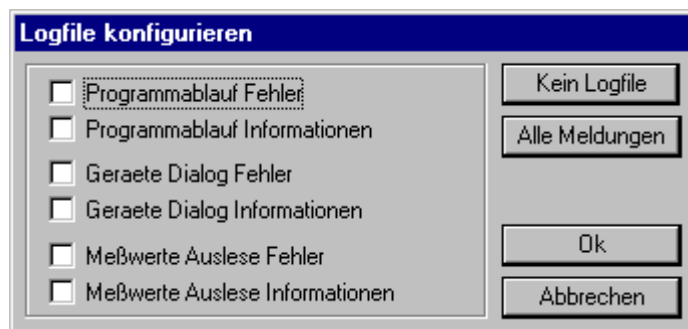 Logfile konfigurieren
Programmablauf Fehler
Programmablauf Informationen
Geraete Dialog Fehler
Geraete Dialog Informationen
Meßwerte Auslese Fehler
Meßwerte Auslese Informationen
Kein Logfile
Alle Meldungen
Ok
Abbrechen